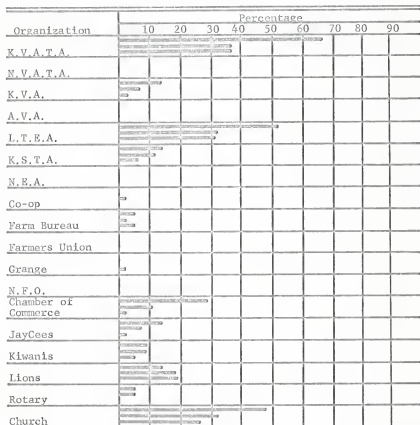 Percentage
Organization
10 20 30 40 50 60 70 80 90
K.V.A.T.A.
N.V.A.T.A.
K.V.A.
A.V.A.
L.T.E.A.
K.S.T.A.
N.E.A.
Co-op
Farm Bureau
Farmers Union
Grange
N.F.O.
Chamber of
Commerce
JayCees
Kiwanis
Lions
Rotary
Church